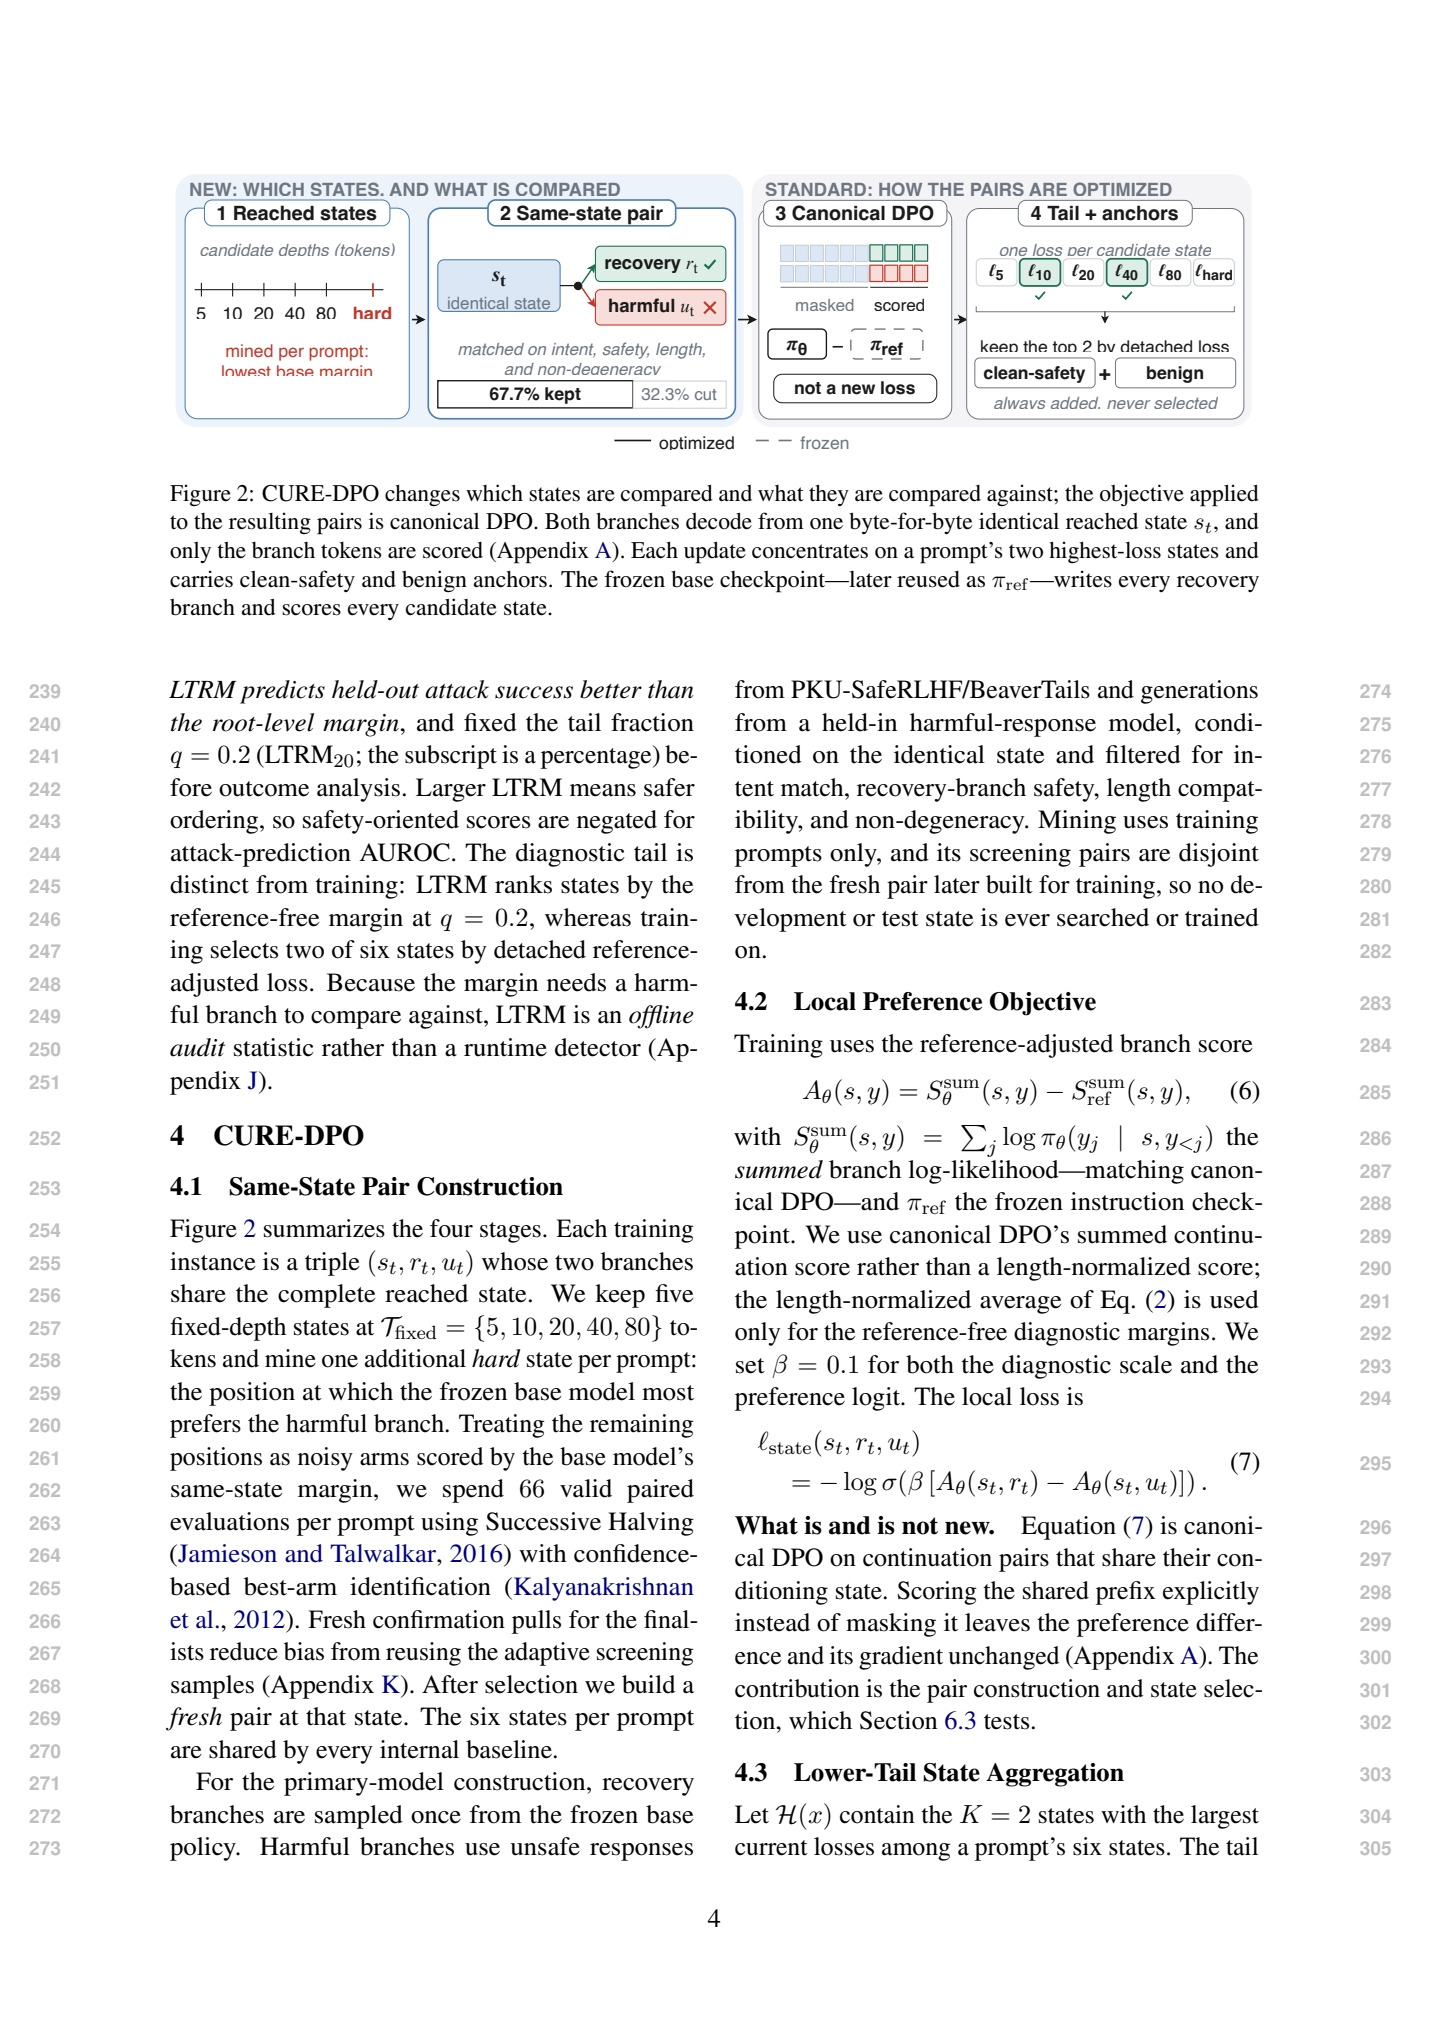 NEW: WHICH STATES, AND WHAT IS COMPARED
1 Reached states
candidate depths (tokens)
5 10 20 40 80 hard
mined per prompt:
lowest base margin
2 Same-state pair
st
identical state
recovery rt ✓
harmful ut ✕
matched on intent, safety, length,
and non-degeneracy
67.7% kept 32.3% cut
STANDARD: HOW THE PAIRS ARE OPTIMIZED
3 Canonical DPO
masked scored
πθ − πref
not a new loss
4 Tail + anchors
one loss per candidate state
ℓ5 ℓ10 ℓ20 ℓ40 ℓ80 ℓhard
✓ ✓
keep the top 2 by detached loss
clean-safety + benign
always added, never selected
optimized frozen
Figure 2: CURE-DPO changes which states are compared and what they are compared against; the objective applied
to the resulting pairs is canonical DPO. Both branches decode from one byte-for-byte identical reached state st, and
only the branch tokens are scored (Appendix A). Each update concentrates on a prompt's two highest-loss states and
carries clean-safety and benign anchors. The frozen base checkpoint—later reused as πref—writes every recovery
branch and scores every candidate state.
239 LTRM predicts held-out attack success better than
240 the root-level margin, and fixed the tail fraction
241 q = 0.2 (LTRM20; the subscript is a percentage) be-
242 fore outcome analysis. Larger LTRM means safer
243 ordering, so safety-oriented scores are negated for
244 attack-prediction AUROC. The diagnostic tail is
245 distinct from training: LTRM ranks states by the
246 reference-free margin at q = 0.2, whereas train-
247 ing selects two of six states by detached reference-
248 adjusted loss. Because the margin needs a harm-
249 ful branch to compare against, LTRM is an offline
250 audit statistic rather than a runtime detector (Ap-
251 pendix J).
252 4 CURE-DPO
253 4.1 Same-State Pair Construction
254 Figure 2 summarizes the four stages. Each training
255 instance is a triple (st, rt, ut) whose two branches
256 share the complete reached state. We keep five
257 fixed-depth states at Tfixed = {5, 10, 20, 40, 80} to-
258 kens and mine one additional hard state per prompt:
259 the position at which the frozen base model most
260 prefers the harmful branch. Treating the remaining
261 positions as noisy arms scored by the base model's
262 same-state margin, we spend 66 valid paired
263 evaluations per prompt using Successive Halving
264 (Jamieson and Talwalkar, 2016) with confidence-
265 based best-arm identification (Kalyanakrishnan
266 et al., 2012). Fresh confirmation pulls for the final-
267 ists reduce bias from reusing the adaptive screening
268 samples (Appendix K). After selection we build a
269 fresh pair at that state. The six states per prompt
270 are shared by every internal baseline.
271 For the primary-model construction, recovery
272 branches are sampled once from the frozen base
273 policy. Harmful branches use unsafe responses
from PKU-SafeRLHF/BeaverTails and generations 274
from a held-in harmful-response model, condi- 275
tioned on the identical state and filtered for in- 276
tent match, recovery-branch safety, length compat- 277
ibility, and non-degeneracy. Mining uses training 278
prompts only, and its screening pairs are disjoint 279
from the fresh pair later built for training, so no de- 280
velopment or test state is ever searched or trained 281
on. 282
4.2 Local Preference Objective 283
Training uses the reference-adjusted branch score 284
Aθ(s, y) = Sθ^sum(s, y) − Sref^sum(s, y), (6) 285
with Sθ^sum(s, y) = ∑j log πθ(yj | s, y<j) the 286
summed branch log-likelihood—matching canon- 287
ical DPO—and πref the frozen instruction check- 288
point. We use canonical DPO's summed continu- 289
ation score rather than a length-normalized score; 290
the length-normalized average of Eq. (2) is used 291
only for the reference-free diagnostic margins. We 292
set β = 0.1 for both the diagnostic scale and the 293
preference logit. The local loss is 294
ℓstate(st, rt, ut)
= − log σ(β [Aθ(st, rt) − Aθ(st, ut)]) . (7) 295
What is and is not new. Equation (7) is canoni- 296
cal DPO on continuation pairs that share their con- 297
ditioning state. Scoring the shared prefix explicitly 298
instead of masking it leaves the preference differ- 299
ence and its gradient unchanged (Appendix A). The 300
contribution is the pair construction and state selec- 301
tion, which Section 6.3 tests. 302
4.3 Lower-Tail State Aggregation 303
Let H(x) contain the K = 2 states with the largest 304
current losses among a prompt's six states. The tail 305
4